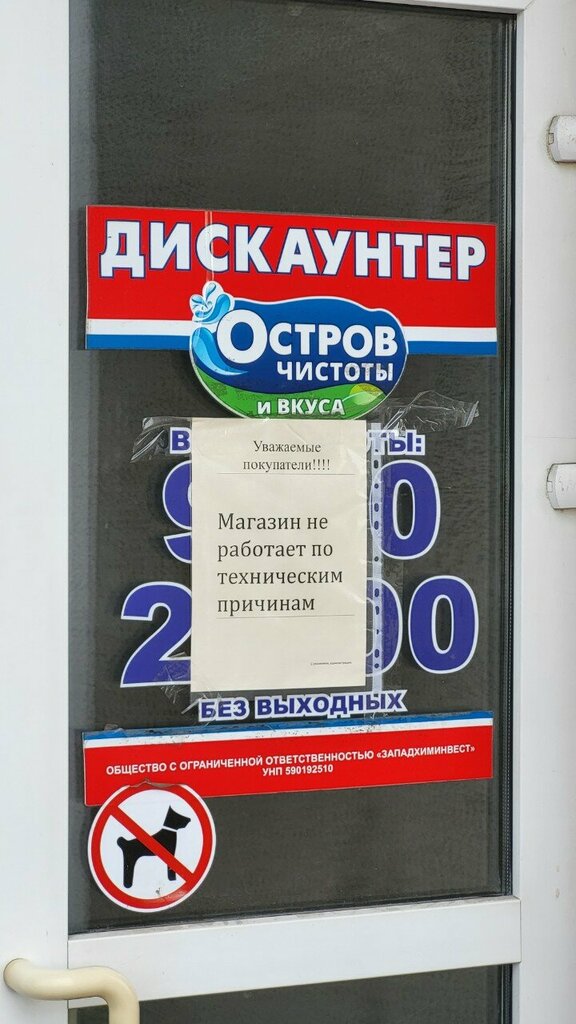 ДИСКАУНТЕР
ОСТРОВ
ЧИСТОТЫ
И ВКУСА
Уважаемые
покупатели!!!!
Магазин не
работает по
техническим
причинам
БЕЗ ВЫХОДНЫХ
ОБЩЕСТВО С ОГРАНИЧЕННОЙ ОТВЕТСТВЕННОСТЬЮ «ЗАПАДХИМИНВЕСТ»
УНП 590192510